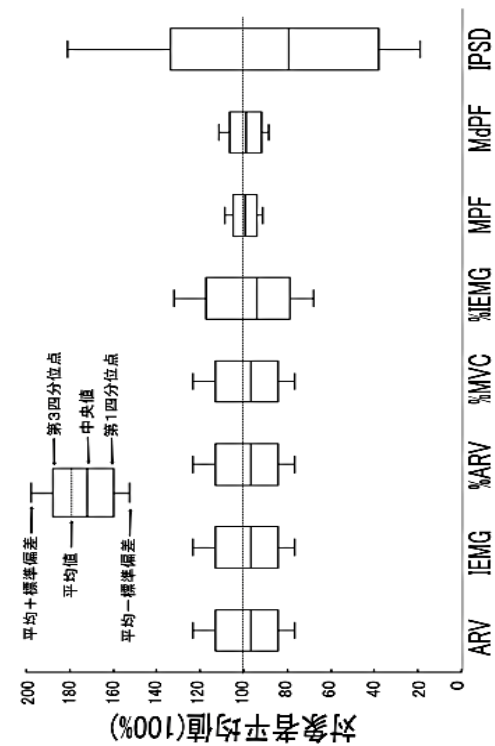 対象者平均値(100%)
200
180
160
140
120
100
80
60
40
20
0
平均＋標準偏差
平均値
平均－標準偏差
第3四分位点
中央値
第1四分位点
ARV
IEMG
%ARV
%MVC
%IEMG
MPF
MdPF
IPSD